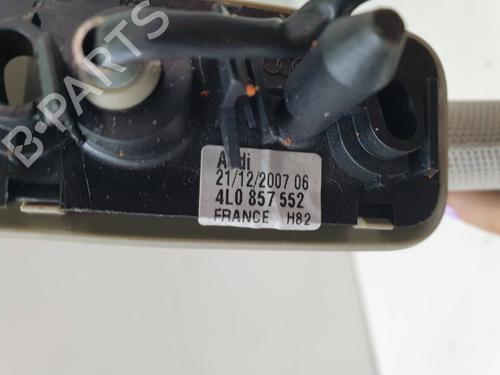 B-PARTS
Audi
21/12/2007 06
4L0 857 552
FRANCE H82